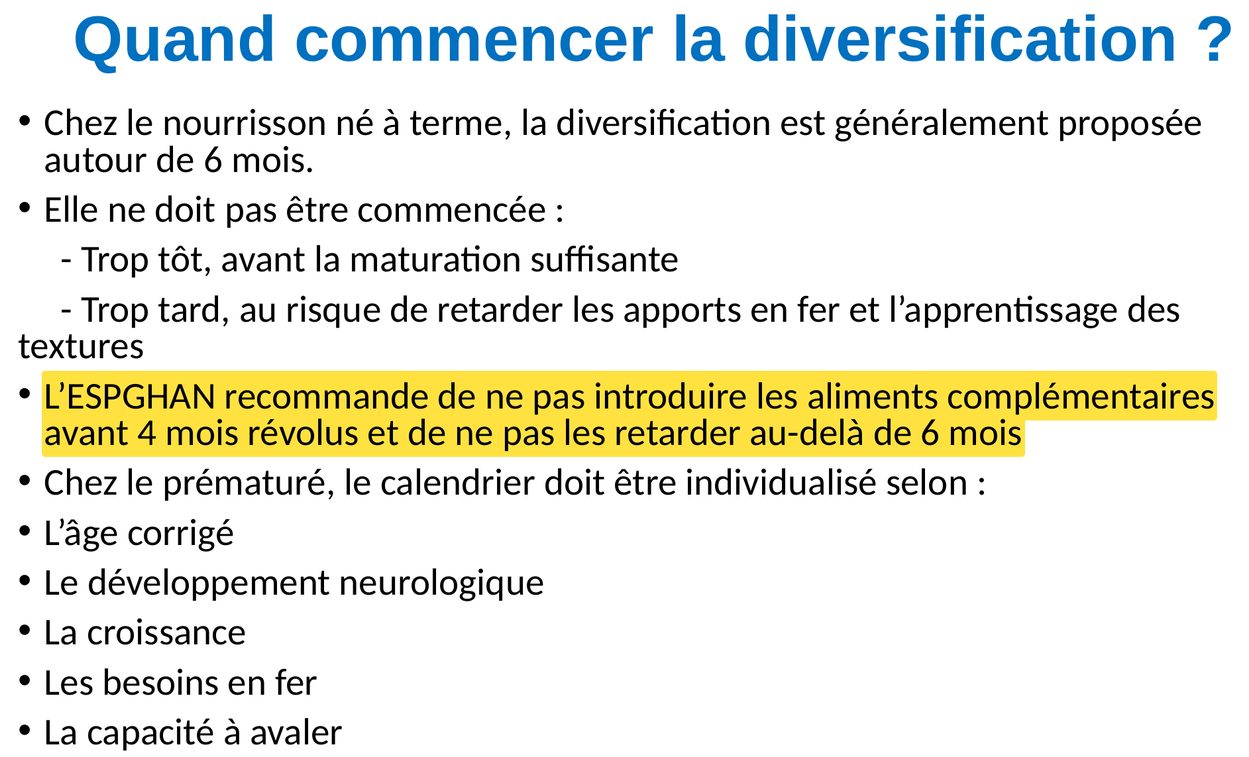 Quand commencer la diversification ?
• Chez le nourrisson né à terme, la diversification est généralement proposée
autour de 6 mois.
• Elle ne doit pas être commencée :
- Trop tôt, avant la maturation suffisante
- Trop tard, au risque de retarder les apports en fer et l’apprentissage des
textures
• L’ESPGHAN recommande de ne pas introduire les aliments complémentaires
avant 4 mois révolus et de ne pas les retarder au-delà de 6 mois
• Chez le prématuré, le calendrier doit être individualisé selon :
• L’âge corrigé
• Le développement neurologique
• La croissance
• Les besoins en fer
• La capacité à avaler